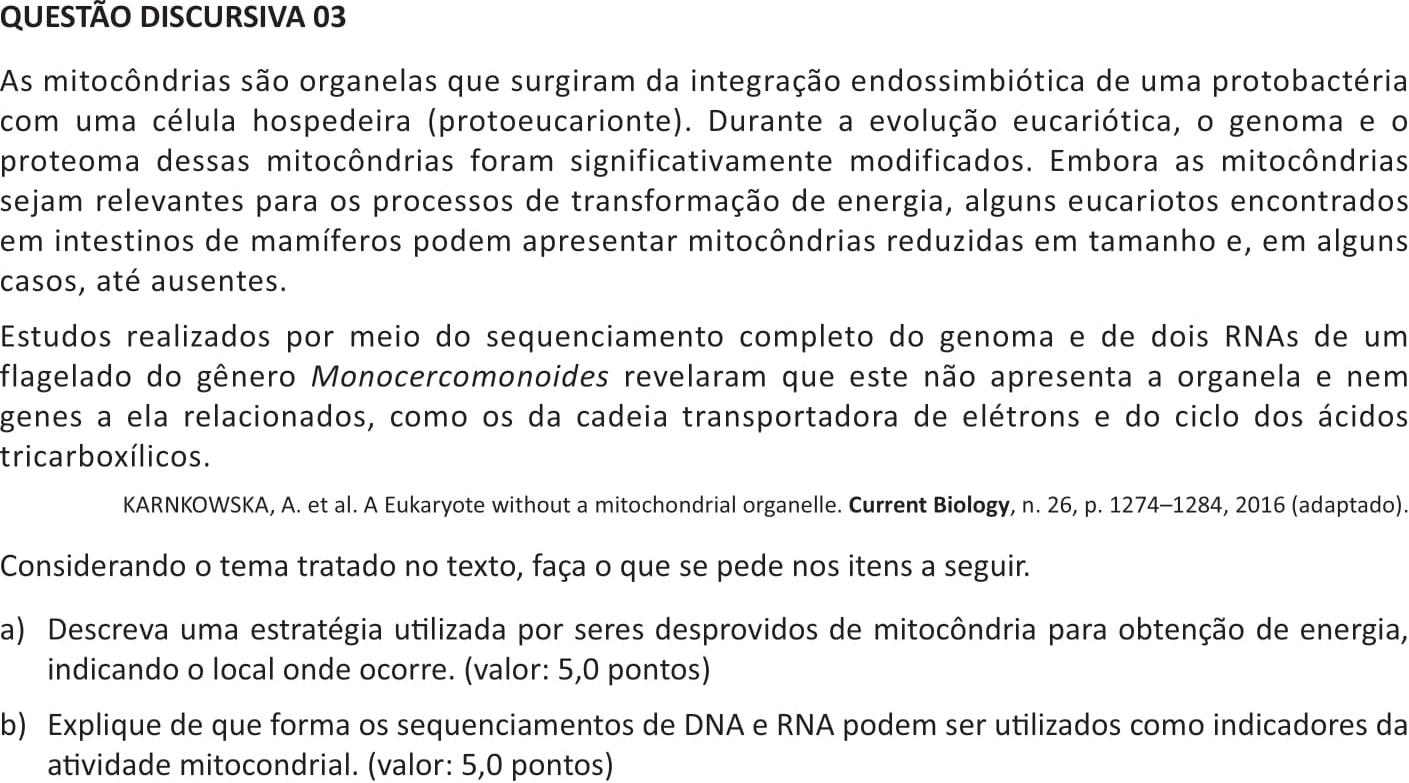 QUESTÃO DISCURSIVA 03
As mitocôndrias são organelas que surgiram da integração endossimbiótica de uma protobactéria
com uma célula hospedeira (protoeucarionte). Durante a evolução eucariótica, o genoma e o
proteoma dessas mitocôndrias foram significativamente modificados. Embora as mitocôndrias
sejam relevantes para os processos de transformação de energia, alguns eucariotos encontrados
em intestinos de mamíferos podem apresentar mitocôndrias reduzidas em tamanho e, em alguns
casos, até ausentes.
Estudos realizados por meio do sequenciamento completo do genoma e de dois RNAs de um
flagelado do gênero Monocercomonoides revelaram que este não apresenta a organela e nem
genes a ela relacionados, como os da cadeia transportadora de elétrons e do ciclo dos ácidos
tricarboxílicos.
KARNKOWSKA, A. et al. A Eukaryote without a mitochondrial organelle. Current Biology, n. 26, p. 1274–1284, 2016 (adaptado).
Considerando o tema tratado no texto, faça o que se pede nos itens a seguir.
a) Descreva uma estratégia utilizada por seres desprovidos de mitocôndria para obtenção de energia,
indicando o local onde ocorre. (valor: 5,0 pontos)
b) Explique de que forma os sequenciamentos de DNA e RNA podem ser utilizados como indicadores da
atividade mitocondrial. (valor: 5,0 pontos)